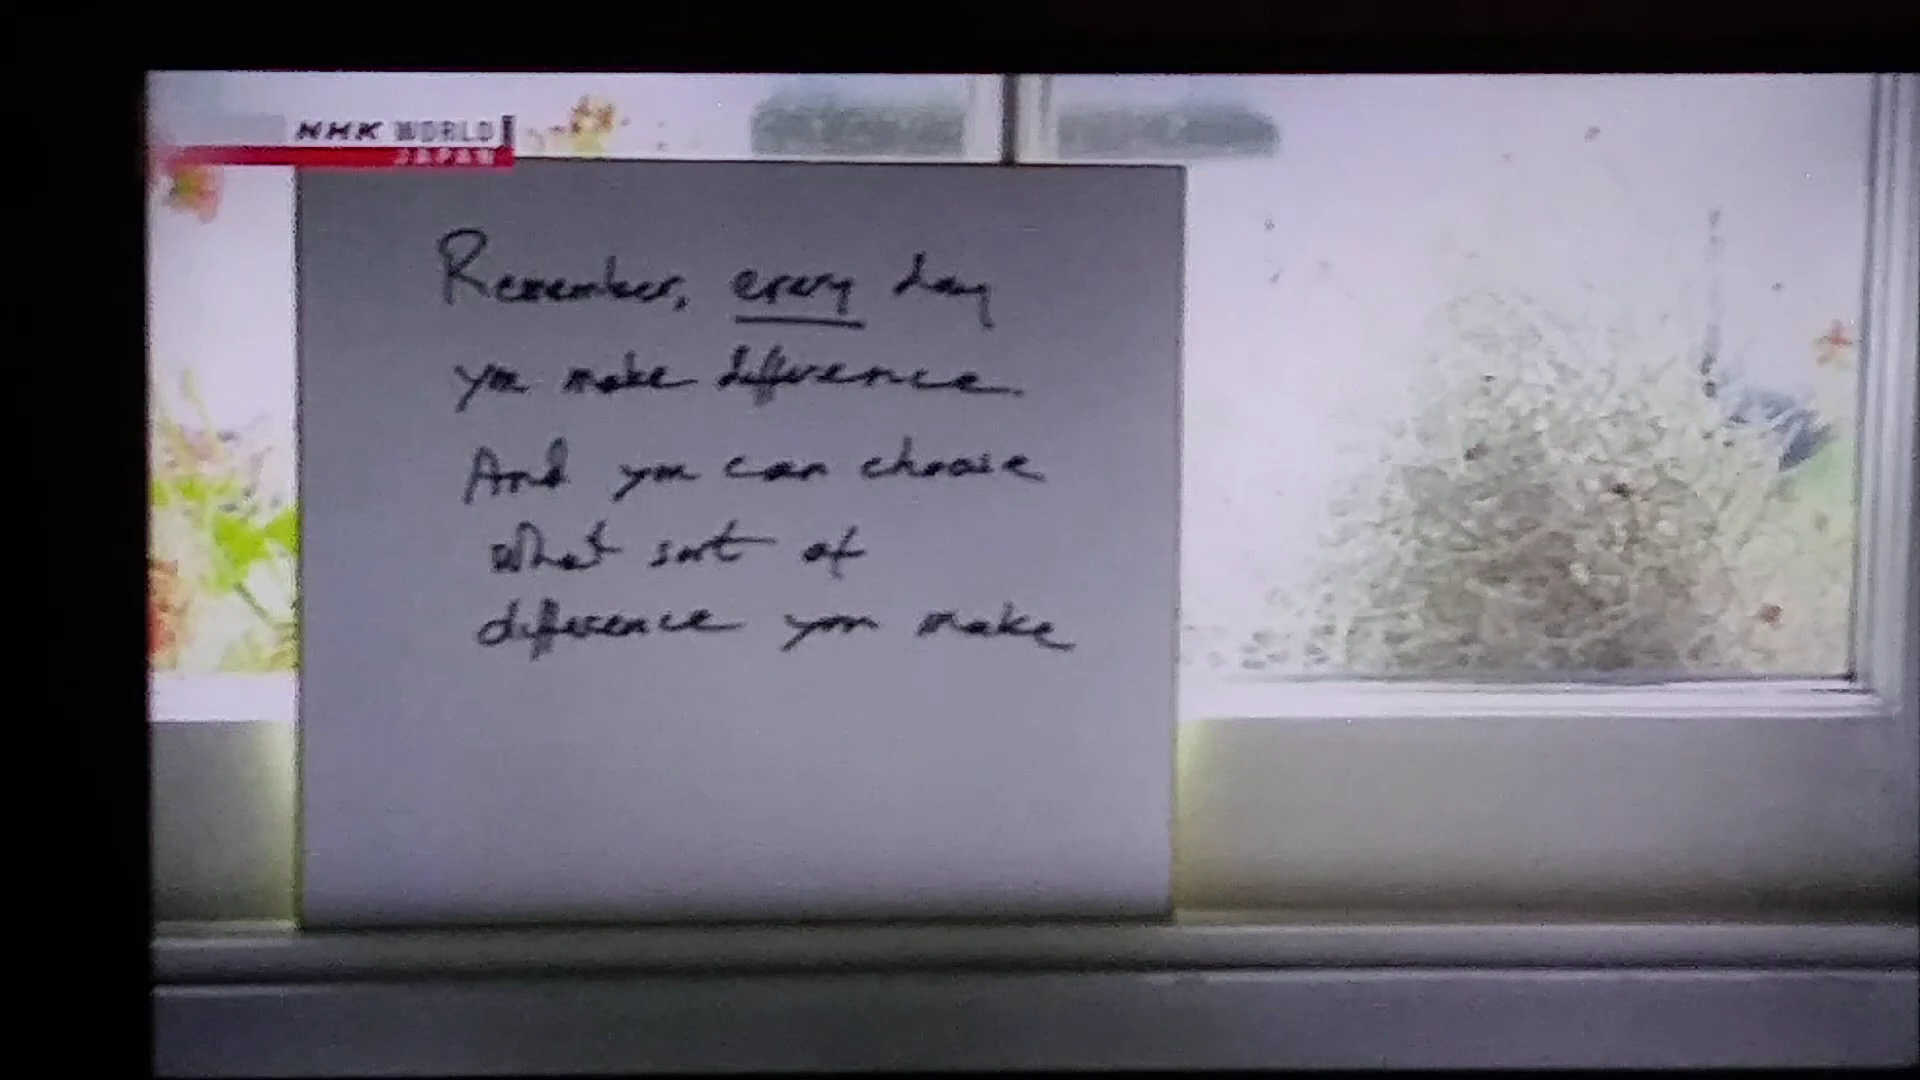 NHK WORLD
JAPAN
Remember, every day
you make difference.
And you can choose
What sort of
difference you make